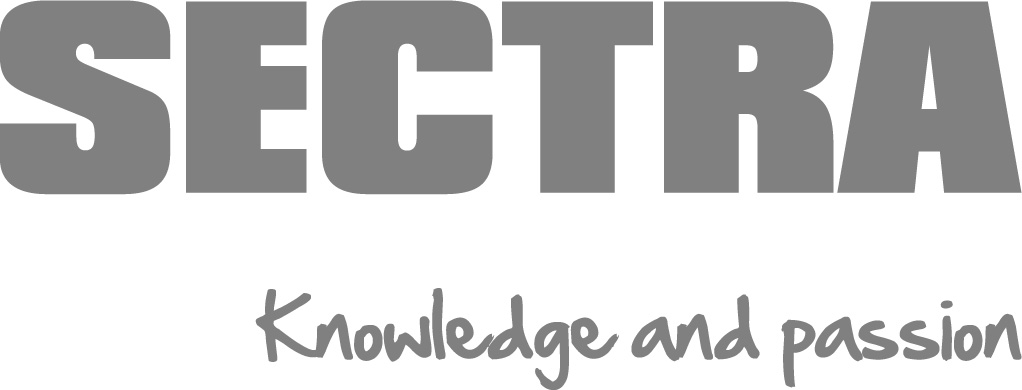 SECTRA
Knowledge and passion